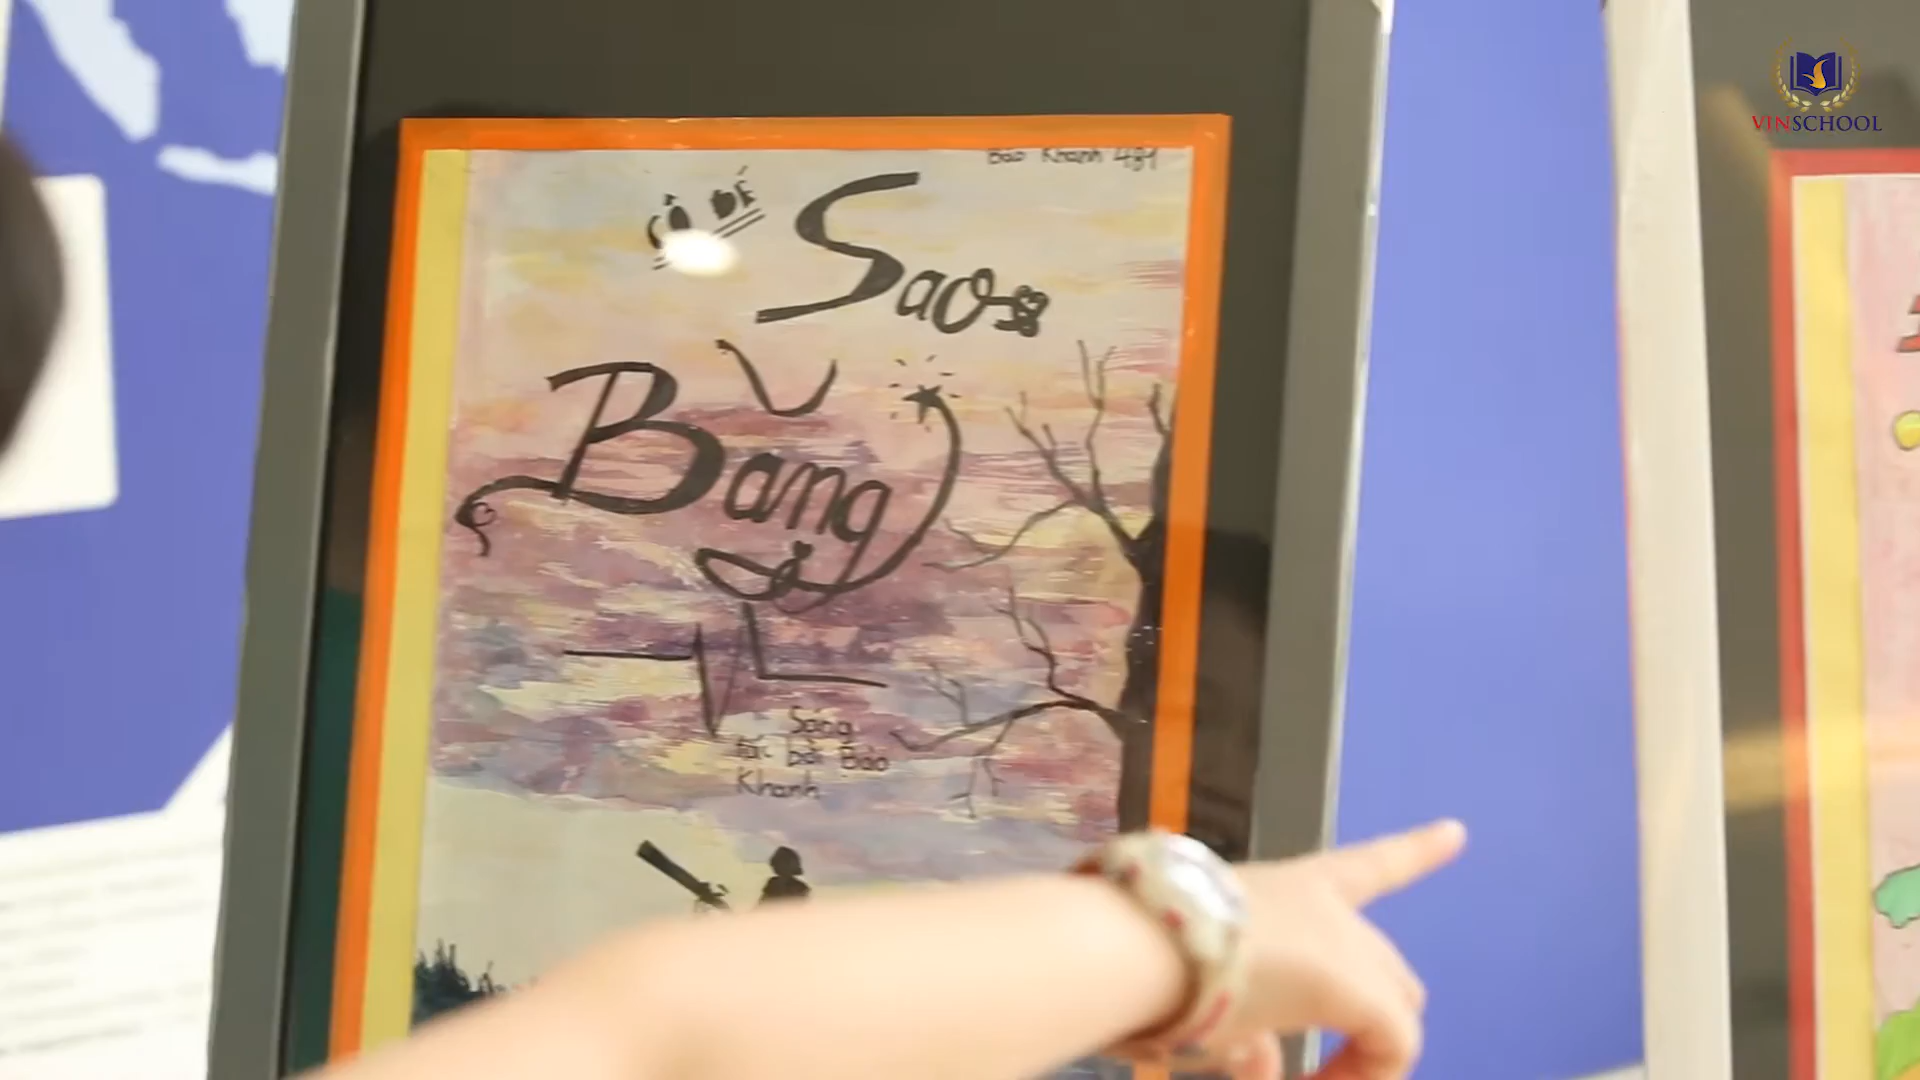 VINSCHOOL
Bảo Khanh 4B1
CÔ BÉ
Sao
Băng
Sáng
tác bởi Bảo
Khanh